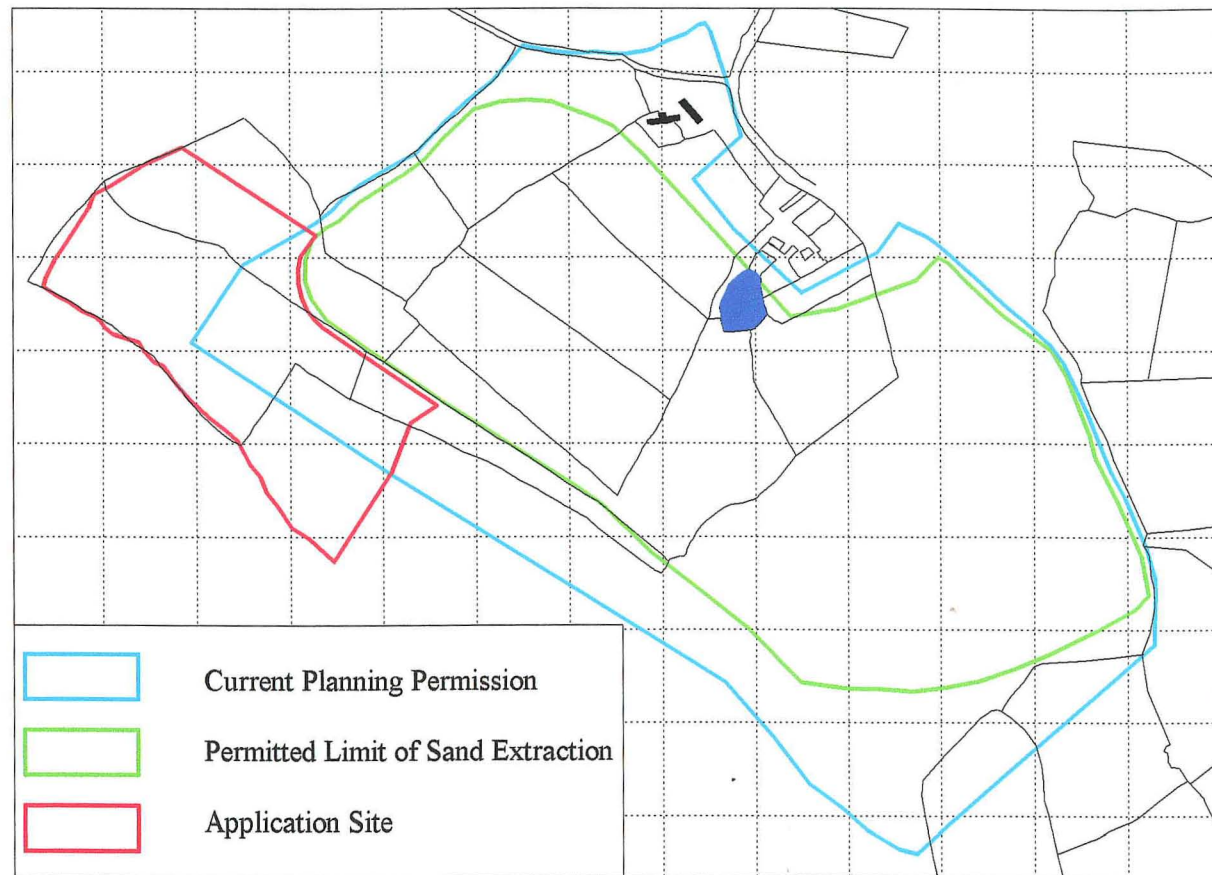 Current Planning Permission
Permitted Limit of Sand Extraction
Application Site